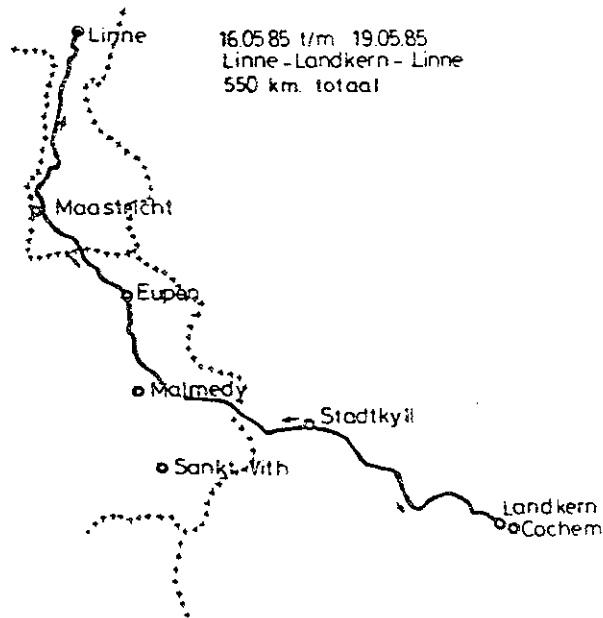 Linne
16.05.85 t/m 19.05.85
Linne - Landkern - Linne
550 km. totaal
Maastricht
Eupen
Malmedy
Stadtkyll
Sankt-Vith
Landkern
Cochem